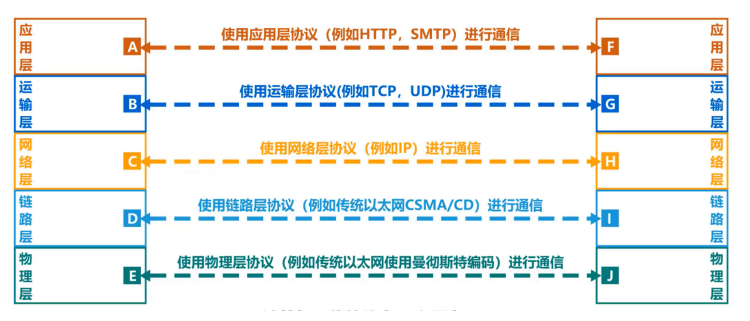 应用层 A 使用应用层协议（例如HTTP，SMTP）进行通信 F 应用层
运输层 B 使用运输层协议(例如TCP，UDP)进行通信 G 运输层
网络层 C 使用网络层协议（例如IP）进行通信 H 网络层
链路层 D 使用链路层协议（例如传统以太网CSMA/CD）进行通信 I 链路层
物理层 E 使用物理层协议（例如传统以太网使用曼彻斯特编码）进行通信 J 物理层